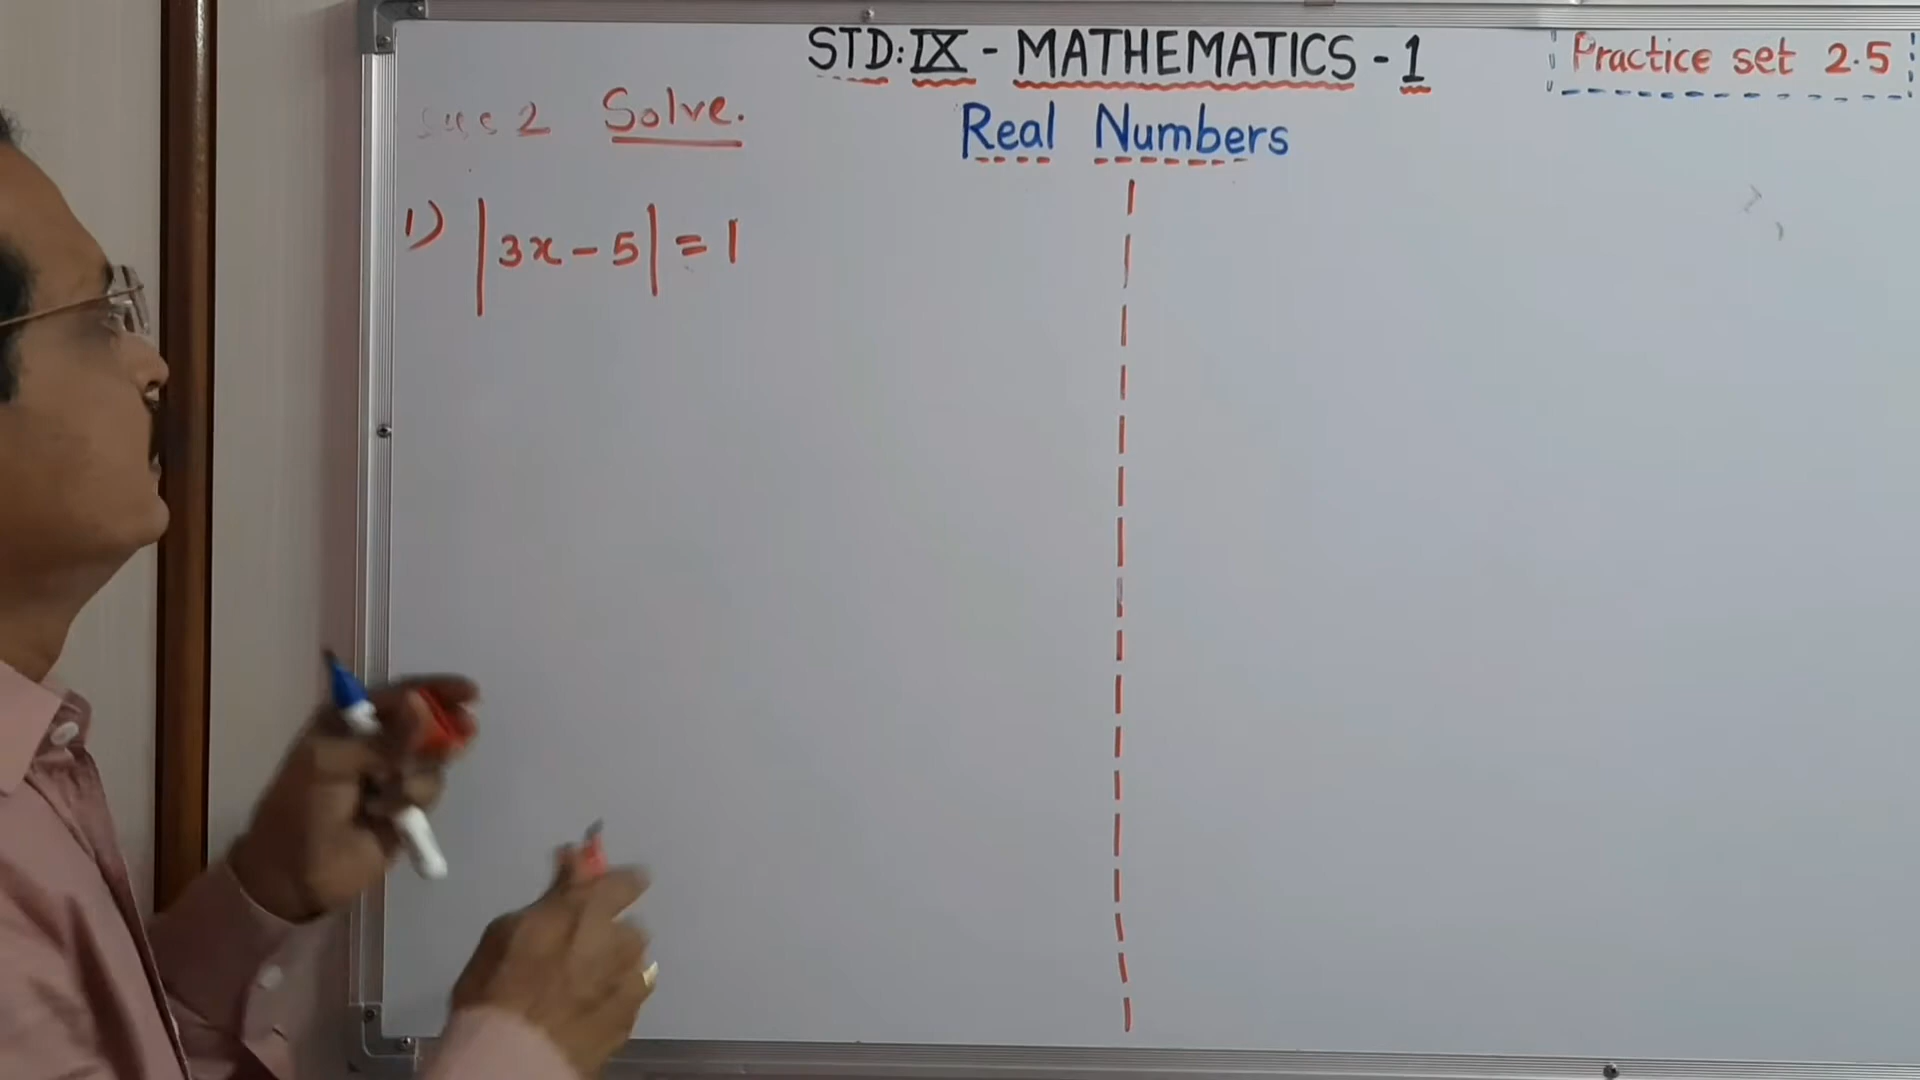 STD: IX - MATHEMATICS - 1
Practice set 2.5
Real Numbers
2 Solve.
1) |3x - 5| = 1